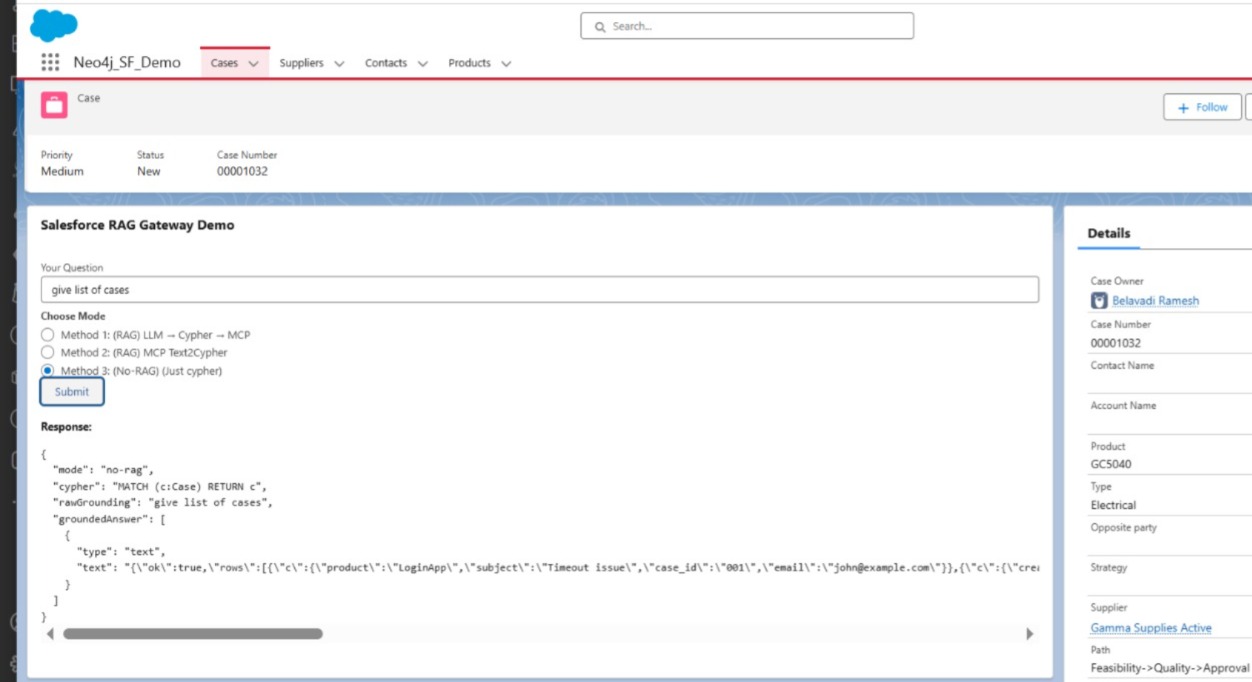 Search...
Neo4j_SF_Demo Cases Suppliers Contacts Products
Case
+ Follow
Priority Status Case Number
Medium New 00001032
Salesforce RAG Gateway Demo
Your Question
give list of cases
Choose Mode
Method 1: (RAG) LLM → Cypher → MCP
Method 2: (RAG) MCP Text2Cypher
Method 3: (No-RAG) (Just cypher)
Submit
Response:
{
"mode": "no-rag",
"cypher": "MATCH (c:Case) RETURN c",
"rawGrounding": "give list of cases",
"groundedAnswer": [
{
"type": "text",
"text": "{\"ok\":true,\"rows\":[{\"c\":{\"product\":\"LoginApp\",\"subject\":\"Timeout issue\",\"case_id\":\"001\",\"email\":\"john@example.com\"}},{\"c\":{\"crea
}
]
}
Details
Case Owner
Belavadi Ramesh
Case Number
00001032
Contact Name
Account Name
Product
GC5040
Type
Electrical
Opposite party
Strategy
Supplier
Gamma Supplies Active
Path
Feasibility->Quality->Approval